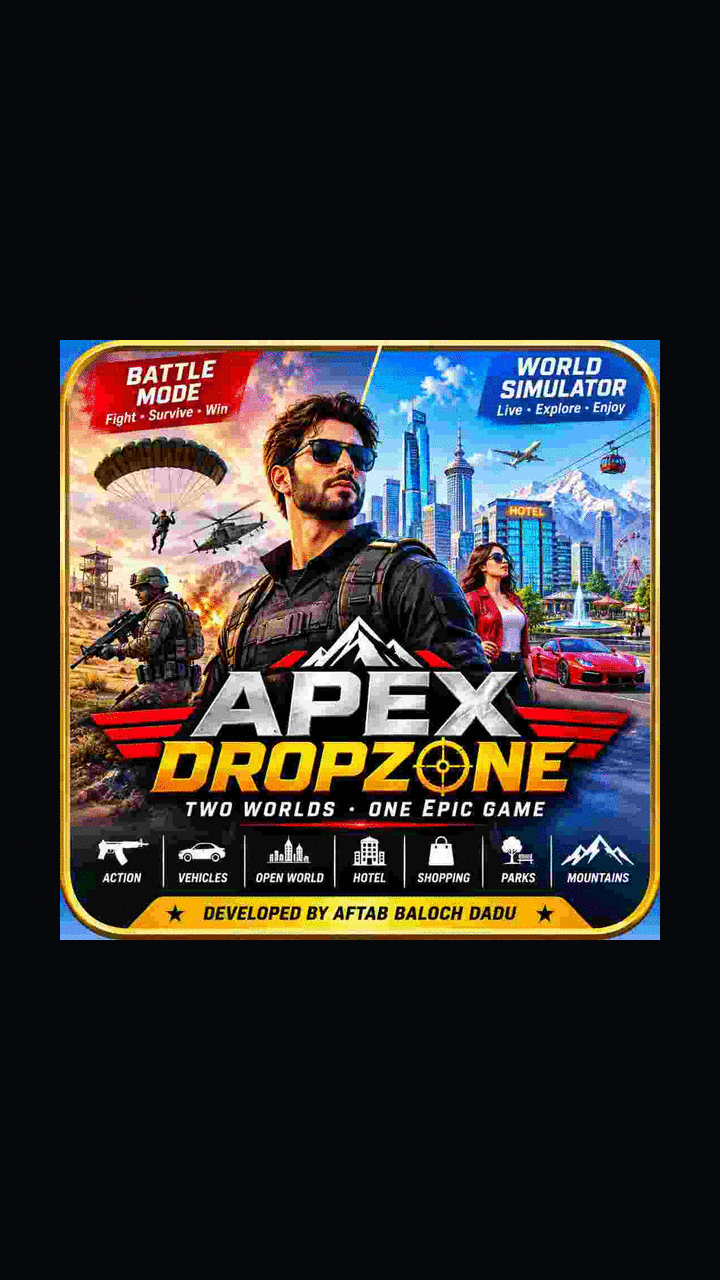 BATTLE
MODE
Fight • Survive • Win
WORLD
SIMULATOR
Live • Explore • Enjoy
HOTEL
APEX
DROPZONE
TWO WORLDS • ONE EPIC GAME
ACTION
VEHICLES
OPEN WORLD
HOTEL
SHOPPING
PARKS
MOUNTAINS
★ DEVELOPED BY AFTAB BALOCH DADU ★